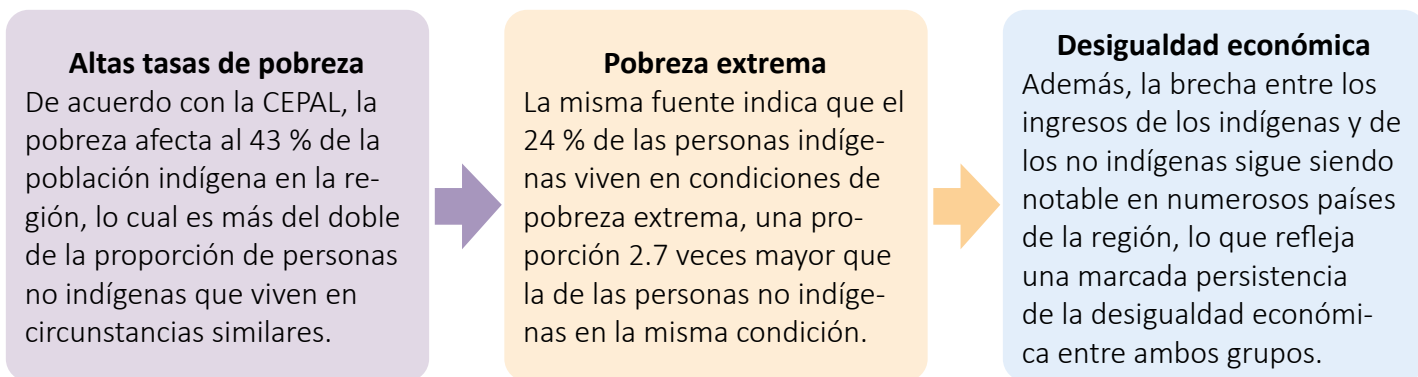 Altas tasas de pobreza
De acuerdo con la CEPAL, la
pobreza afecta al 43 % de la
población indígena en la re-
gión, lo cual es más del doble
de la proporción de personas
no indígenas que viven en
circunstancias similares.
Pobreza extrema
La misma fuente indica que el
24 % de las personas indíge-
nas viven en condiciones de
pobreza extrema, una pro-
porción 2.7 veces mayor que
la de las personas no indíge-
nas en la misma condición.
Desigualdad económica
Además, la brecha entre los
ingresos de los indígenas y de
los no indígenas sigue siendo
notable en numerosos países
de la región, lo que refleja
una marcada persistencia
de la desigualdad económi-
ca entre ambos grupos.